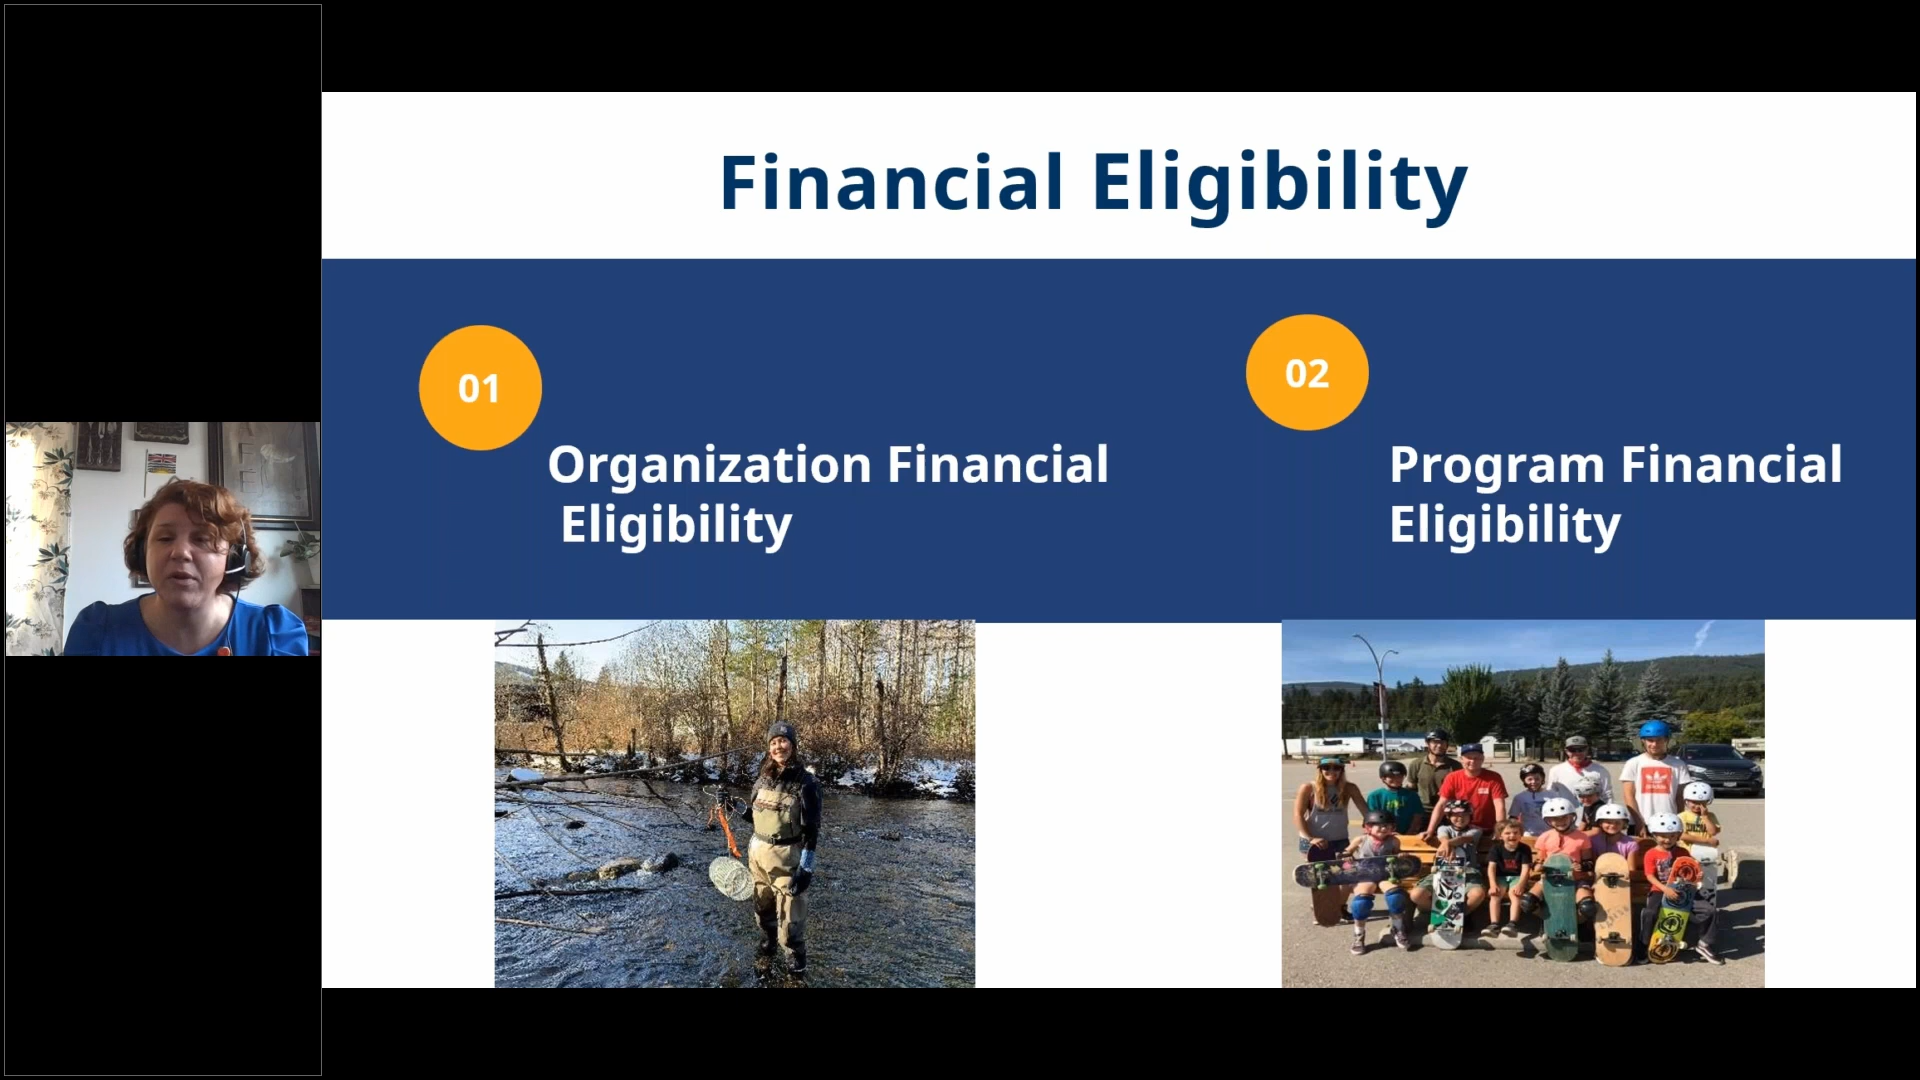 Financial Eligibility
01
Organization Financial
Eligibility
02
Program Financial
Eligibility